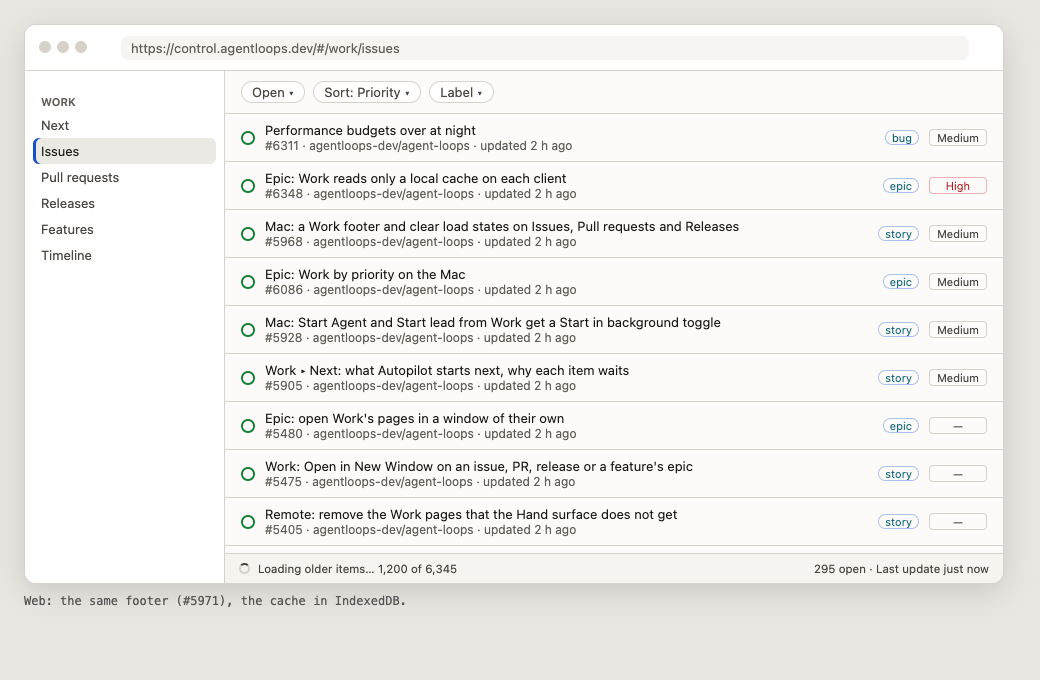 https://control.agentloops.dev/#/work/issues
WORK
Next
Issues
Pull requests
Releases
Features
Timeline
Open ▾ Sort: Priority ▾ Label ▾
Performance budgets over at night
#6311 · agentloops-dev/agent-loops · updated 2 h ago
bug Medium
Epic: Work reads only a local cache on each client
#6348 · agentloops-dev/agent-loops · updated 2 h ago
epic High
Mac: a Work footer and clear load states on Issues, Pull requests and Releases
#5968 · agentloops-dev/agent-loops · updated 2 h ago
story Medium
Epic: Work by priority on the Mac
#6086 · agentloops-dev/agent-loops · updated 2 h ago
epic Medium
Mac: Start Agent and Start lead from Work get a Start in background toggle
#5928 · agentloops-dev/agent-loops · updated 2 h ago
story Medium
Work ▸ Next: what Autopilot starts next, why each item waits
#5905 · agentloops-dev/agent-loops · updated 2 h ago
story Medium
Epic: open Work's pages in a window of their own
#5480 · agentloops-dev/agent-loops · updated 2 h ago
epic —
Work: Open in New Window on an issue, PR, release or a feature's epic
#5475 · agentloops-dev/agent-loops · updated 2 h ago
story —
Remote: remove the Work pages that the Hand surface does not get
#5405 · agentloops-dev/agent-loops · updated 2 h ago
story —
Loading older items… 1,200 of 6,345
295 open · Last update just now
Web: the same footer (#5971), the cache in IndexedDB.